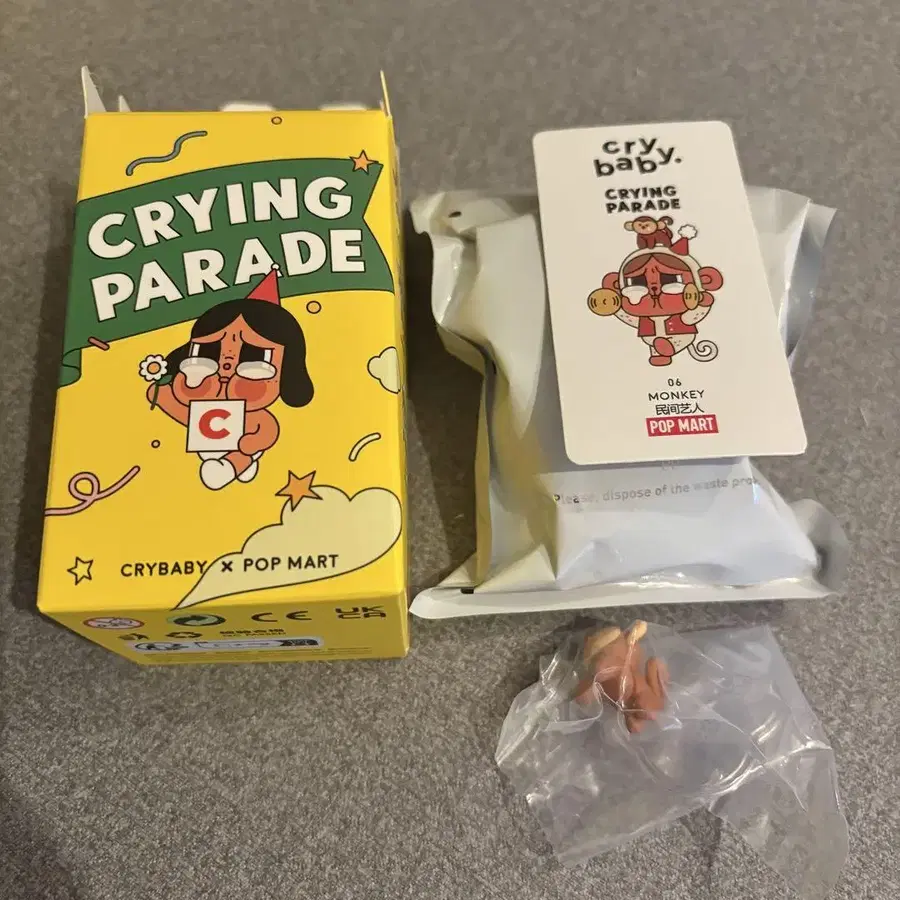 CRYING
PARADE
C
CRYBABY × POP MART
CE
UK
CA
cry
baby.
CRYING
PARADE
06
MONKEY
民间艺人
POP MART
Please, dispose of the waste pro